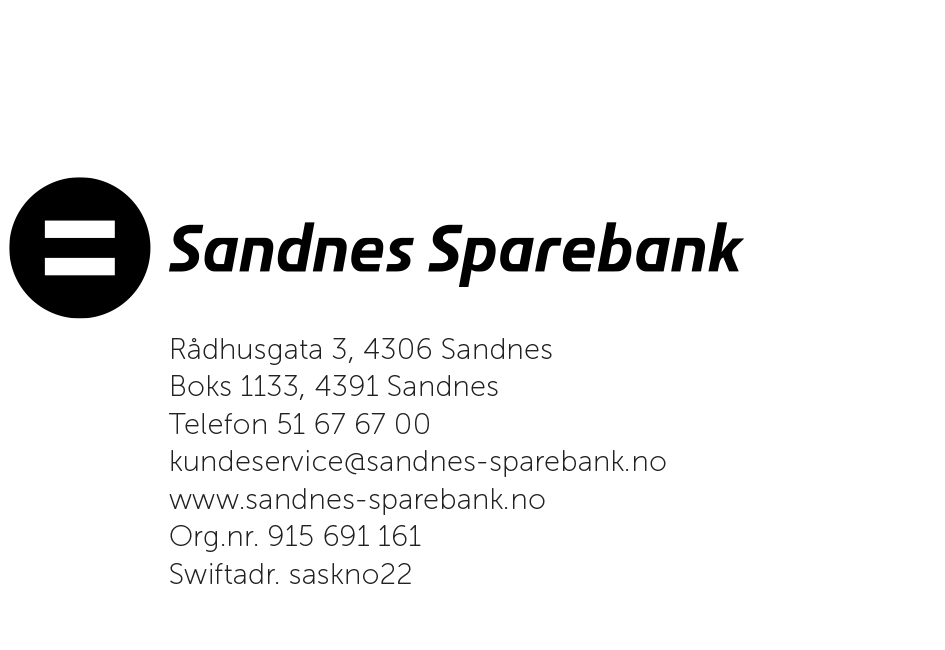 Sandnes Sparebank
Rådhusgata 3, 4306 Sandnes
Boks 1133, 4391 Sandnes
Telefon 51 67 67 00
kundeservice@sandnes-sparebank.no
www.sandnes-sparebank.no
Org.nr. 915 691 161
Swiftadr. saskno22